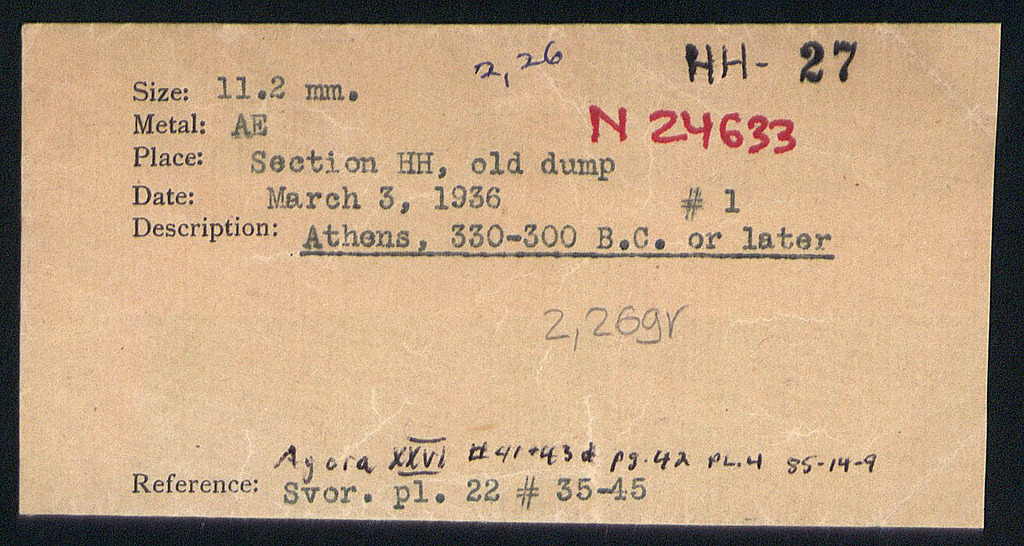 2,26 HH- 27
Size: 11.2 mm.
Metal: AE N 24633
Place: Section HH, old dump
Date: March 3, 1936 # 1
Description: Athens, 330-300 B.C. or later
2,26gr
Agora XXVI #41-43 pg.42 PL.4 85-14-9
Reference: Svor. pl. 22 # 35-45